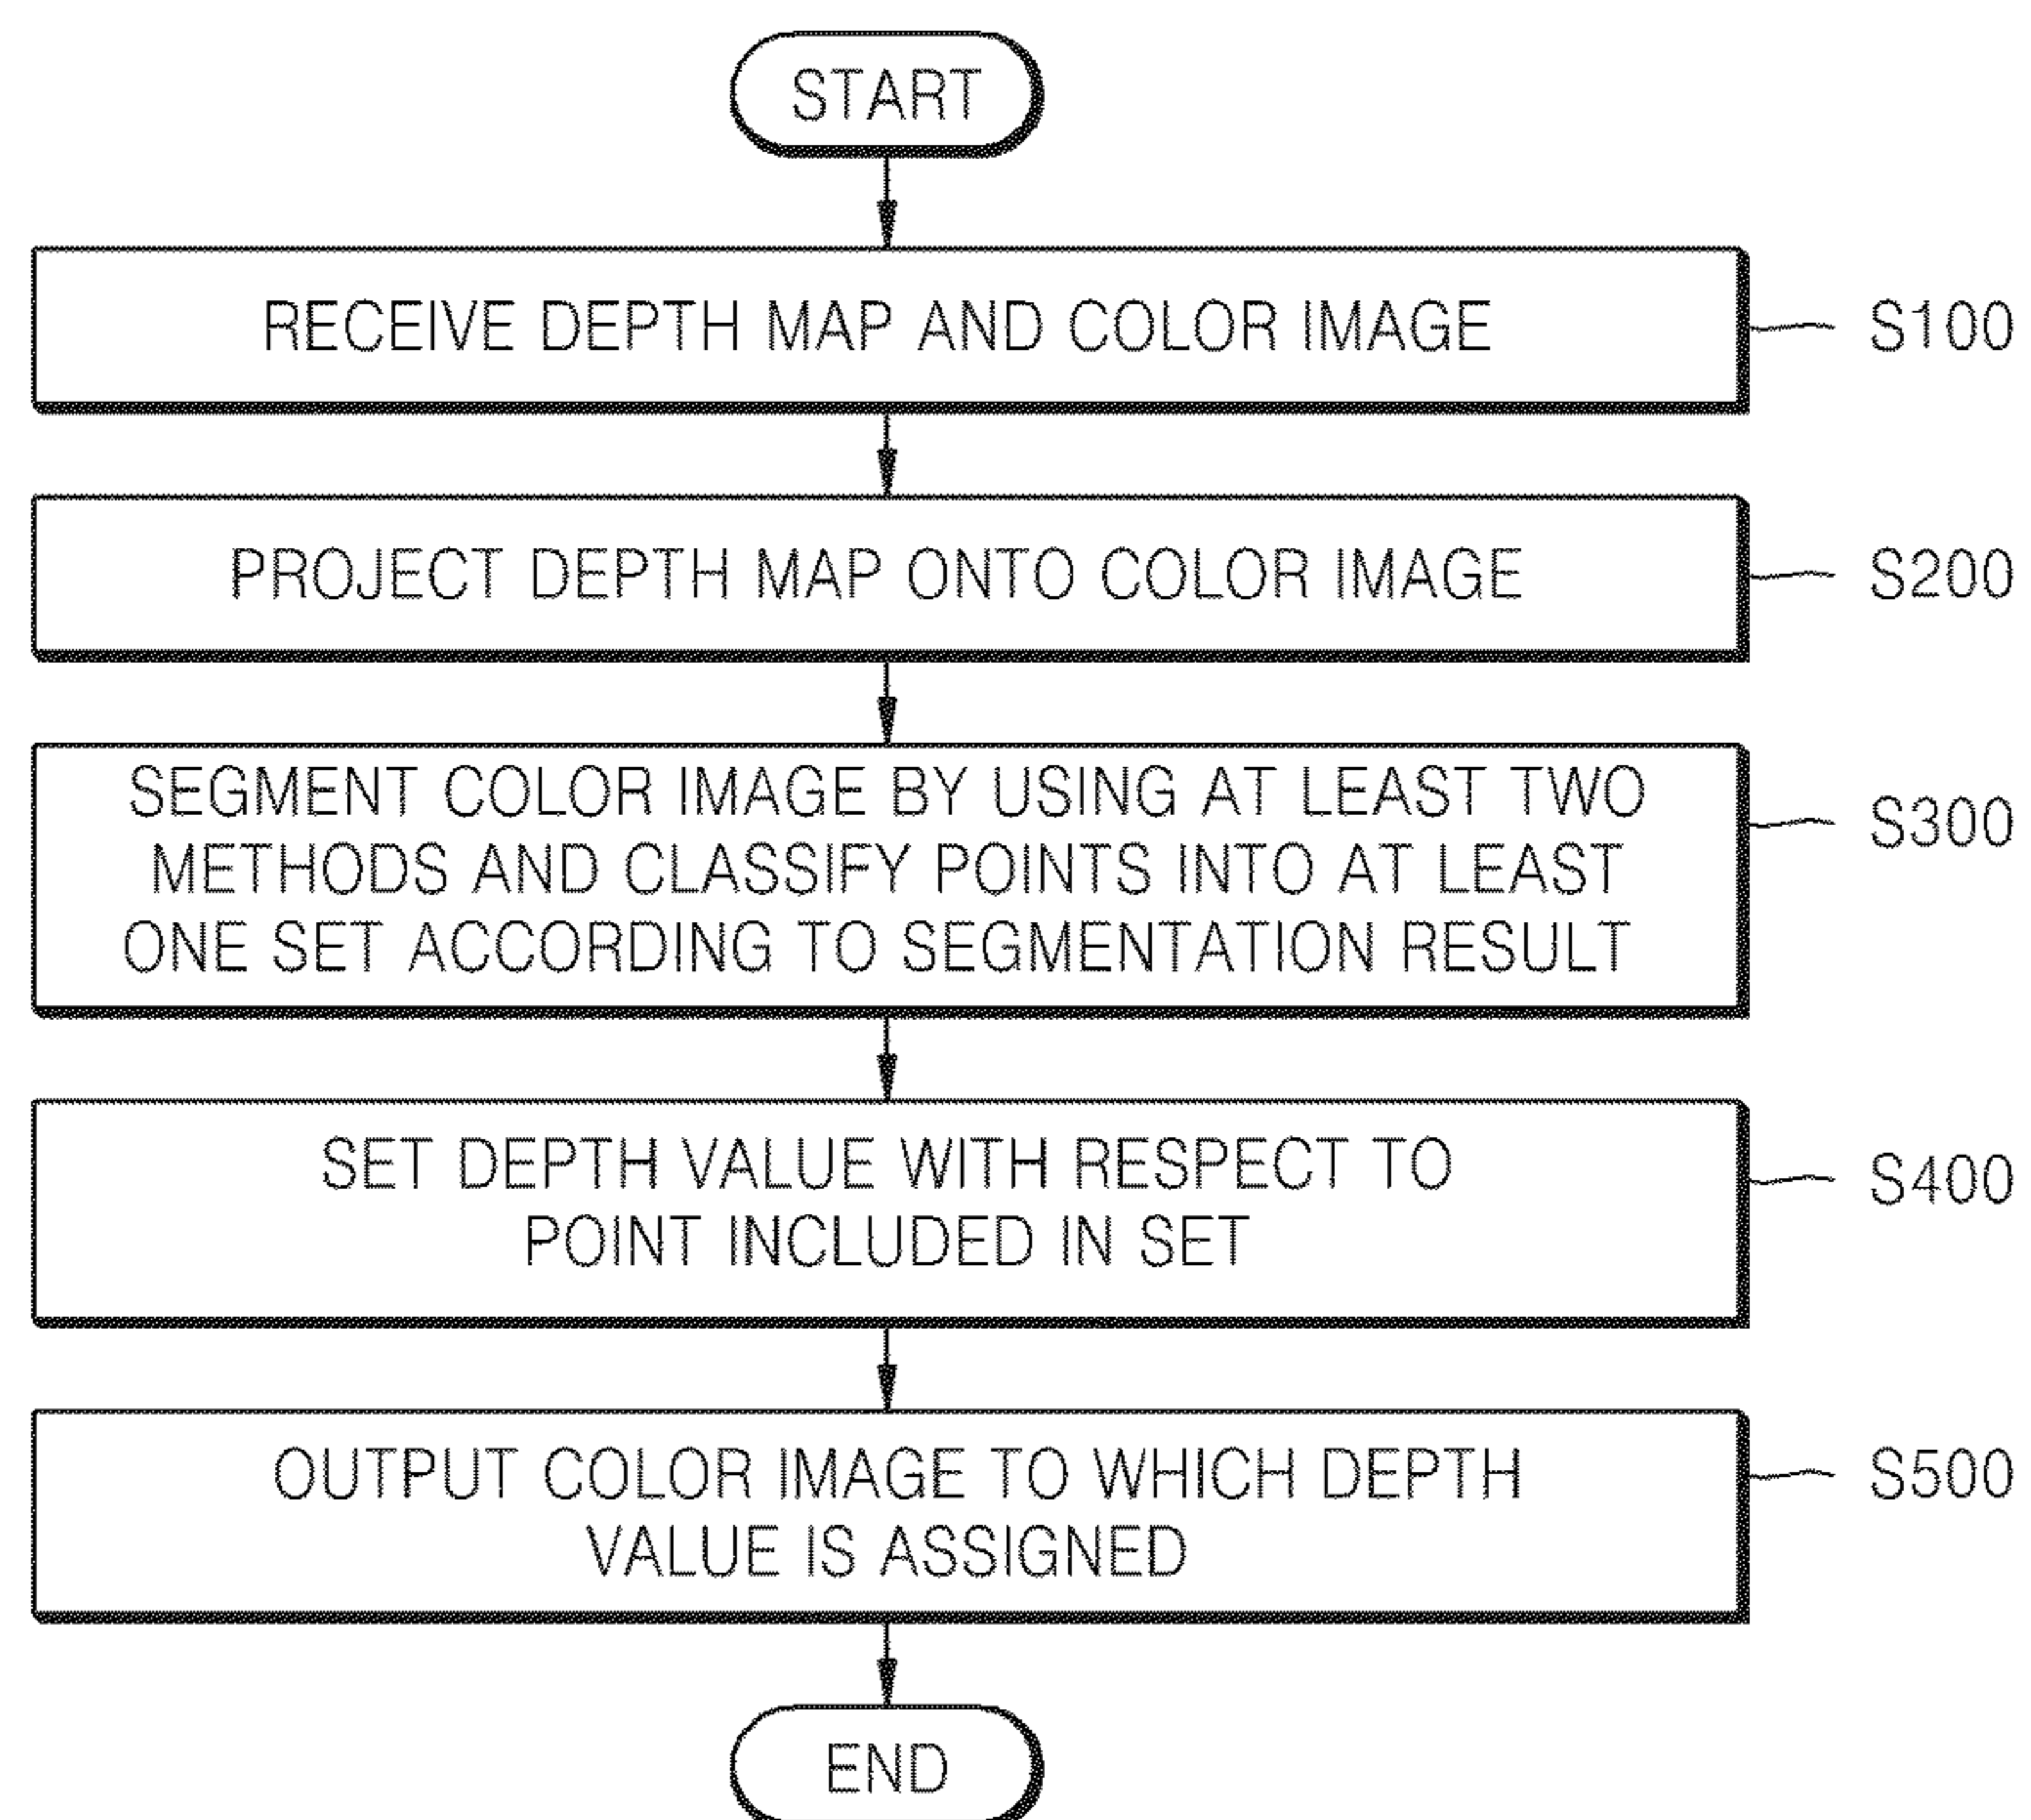 START
RECEIVE DEPTH MAP AND COLOR IMAGE
S100
PROJECT DEPTH MAP ONTO COLOR IMAGE
S200
SEGMENT COLOR IMAGE BY USING AT LEAST TWO
METHODS AND CLASSIFY POINTS INTO AT LEAST
ONE SET ACCORDING TO SEGMENTATION RESULT
S300
SET DEPTH VALUE WITH RESPECT TO
POINT INCLUDED IN SET
S400
OUTPUT COLOR IMAGE TO WHICH DEPTH
VALUE IS ASSIGNED
S500
END